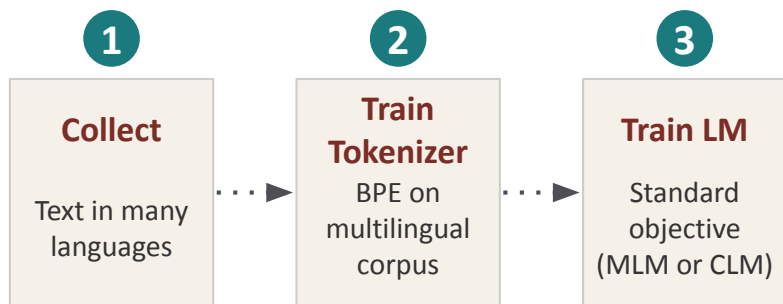 1
Collect
Text in many
languages
2
Train
Tokenizer
BPE on
multilingual
corpus
3
Train LM
Standard
objective
(MLM or CLM)